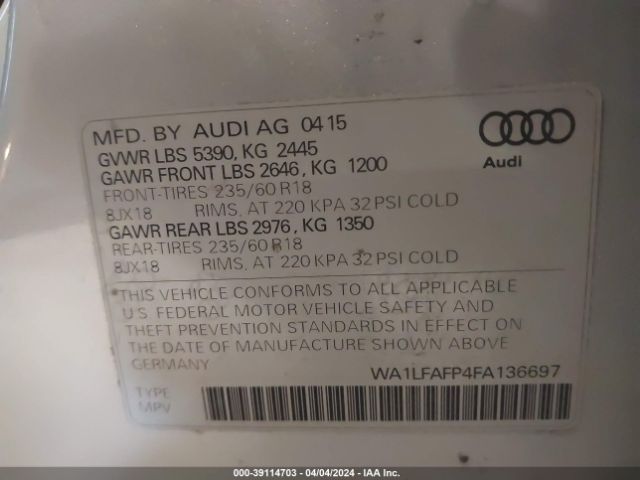 MFD. BY AUDI AG 04 15
GVWR LBS 5390, KG 2445
GAWR FRONT LBS 2646, KG 1200
FRONT-TIRES 235/60 R18
8JX18 RIMS, AT 220 KPA 32 PSI COLD
GAWR REAR LBS 2976, KG 1350
REAR-TIRES 235/60 R18
8JX18 RIMS, AT 220 KPA 32 PSI COLD
Audi
THIS VEHICLE CONFORMS TO ALL APPLICABLE
U.S. FEDERAL MOTOR VEHICLE SAFETY AND
THEFT PREVENTION STANDARDS IN EFFECT ON
THE DATE OF MANUFACTURE SHOWN ABOVE
GERMANY
WA1LFAFP4FA136697
TYPE
MPV
000-39114703 - 04/04/2024 - IAA Inc.